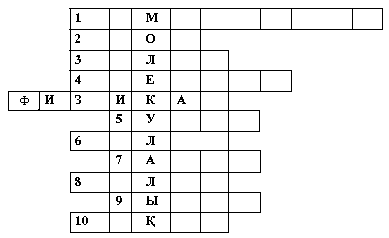 1 М
2 О
3 Л
4 Е
Ф И З И К А
5 У
6 Л
7 А
8 Л
9 Ы
10 Қ